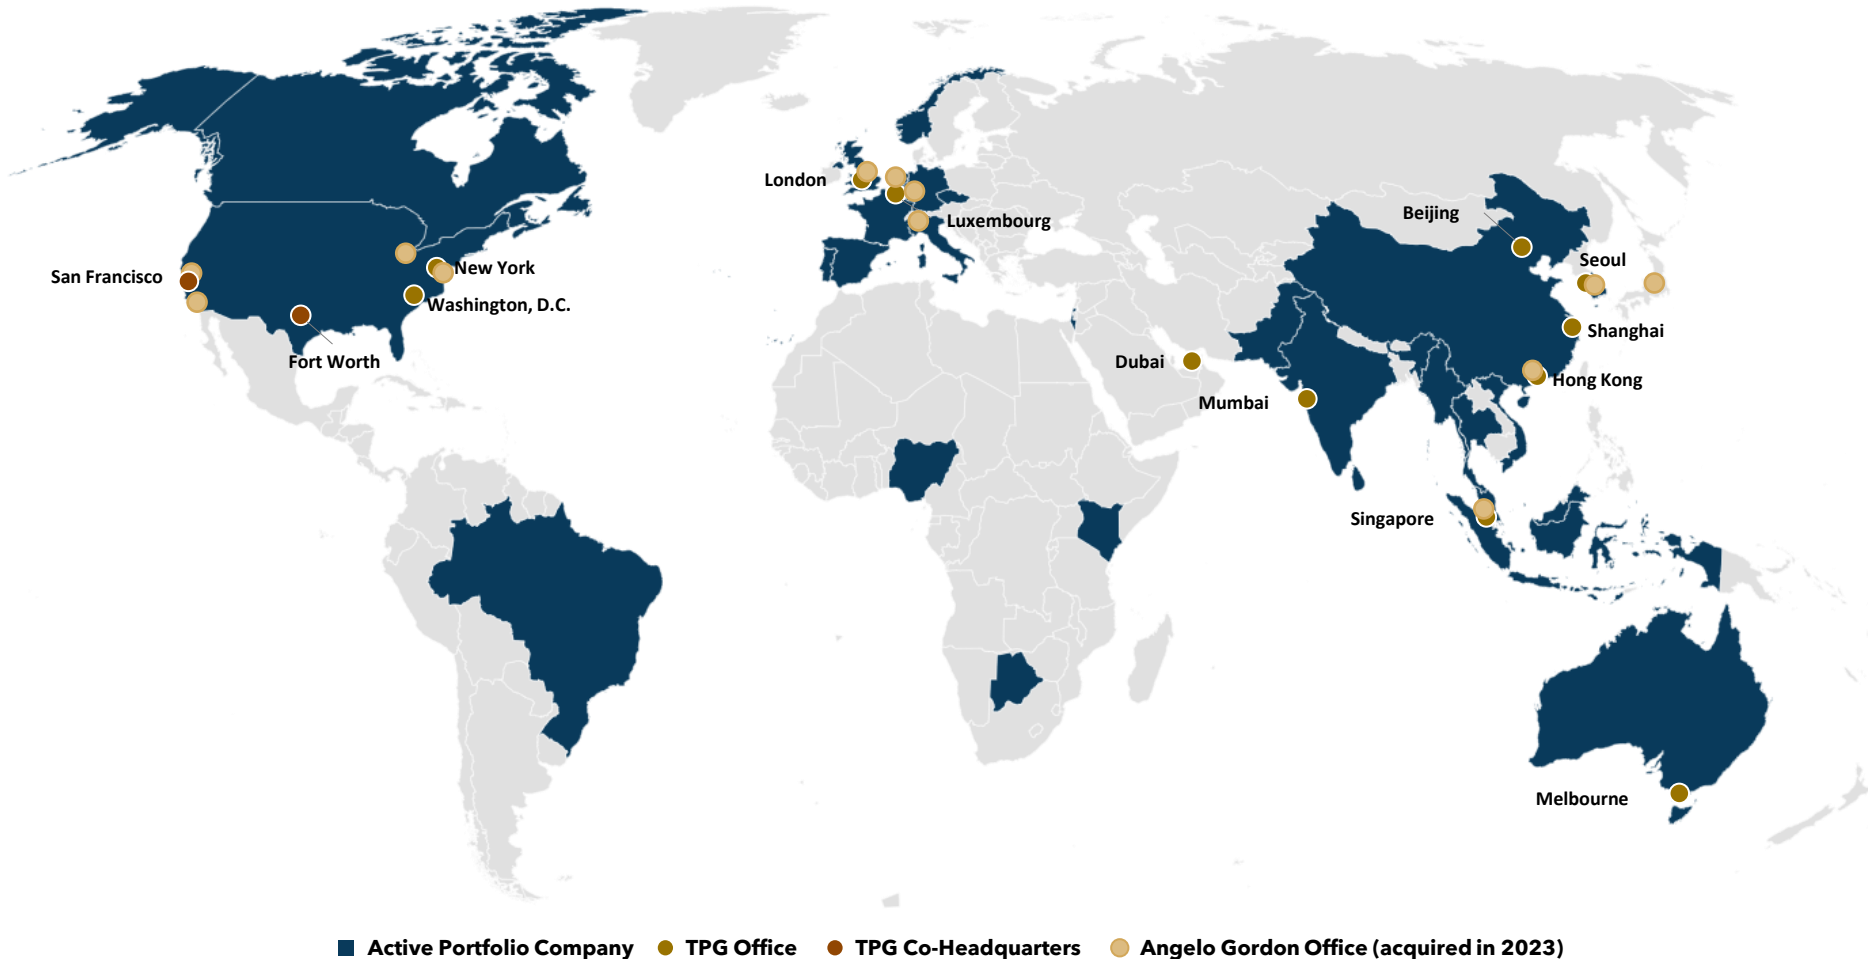 London
Luxembourg
Beijing
Seoul
San Francisco
New York
Washington, D.C.
Fort Worth
Shanghai
Dubai
Hong Kong
Mumbai
Singapore
Melbourne
Active Portfolio Company
TPG Office
TPG Co-Headquarters
Angelo Gordon Office (acquired in 2023)